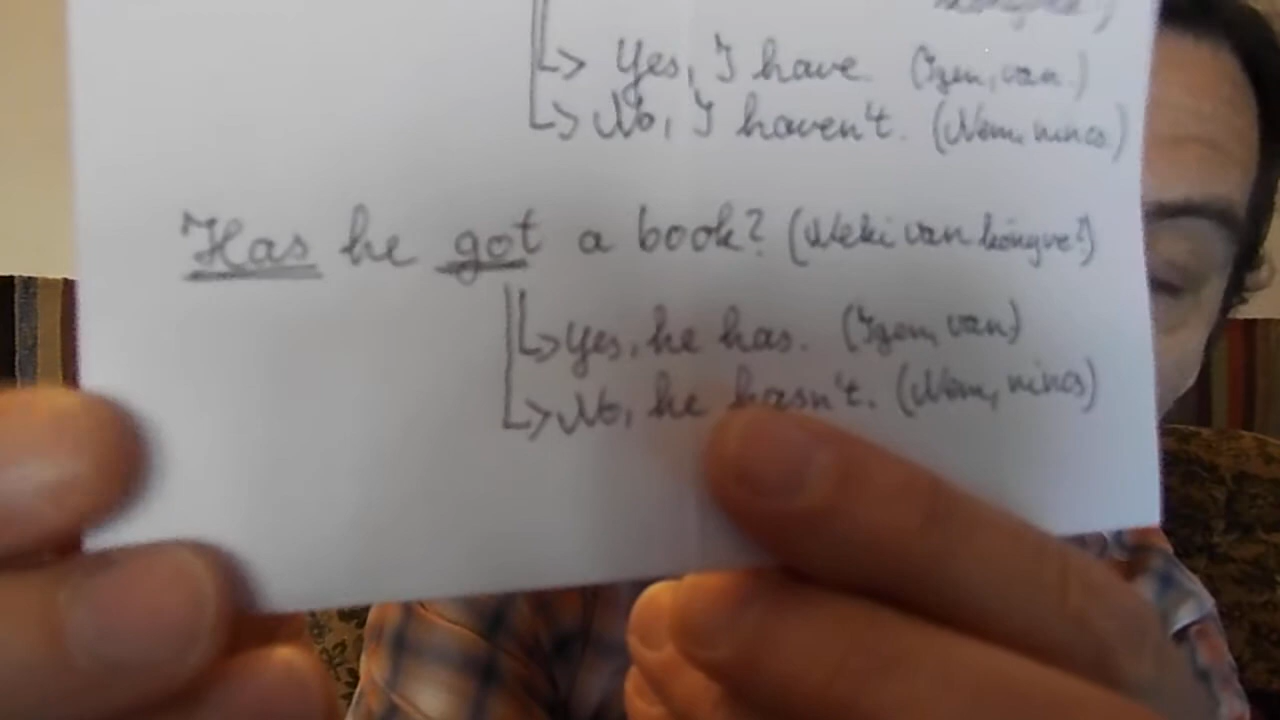 Yes, I have. (Igen, van.)
No, I haven't. (Nem, nincs)
Has he got a book? (Neki van könyve?)
Yes, he has. (Igen, van)
No, he hasn't. (Nem, nincs)